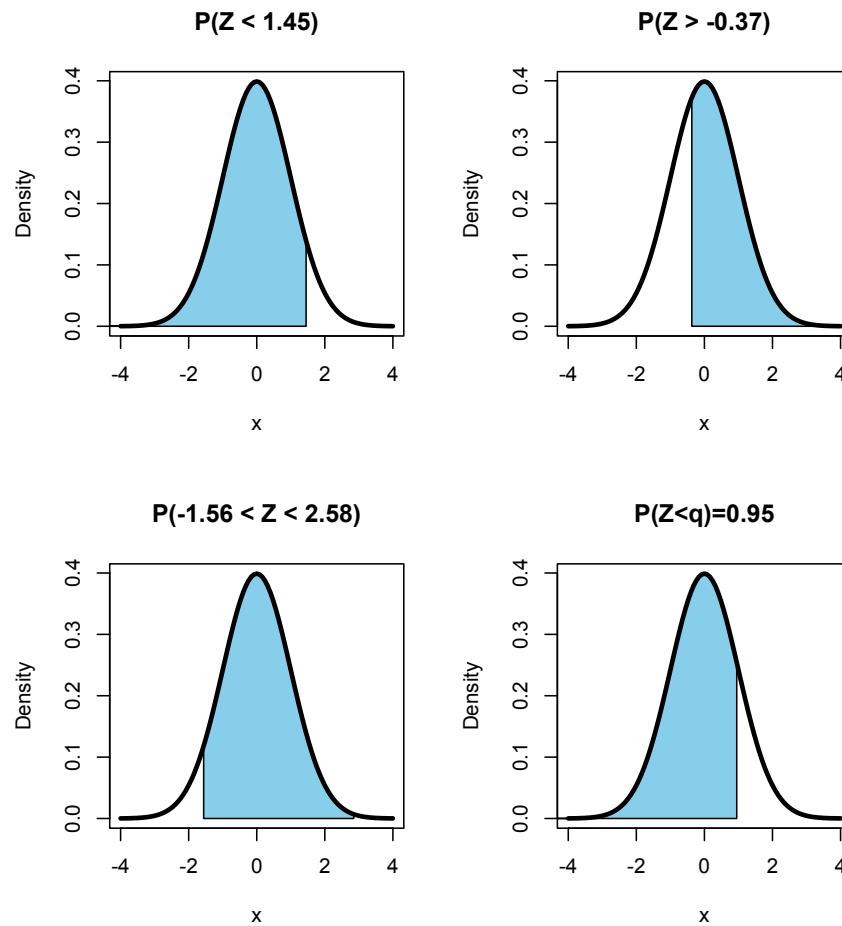 P(Z < 1.45)
Density
0.0 0.1 0.2 0.3 0.4
-4 -2 0 2 4
x
P(Z > -0.37)
Density
0.0 0.1 0.2 0.3 0.4
-4 -2 0 2 4
x
P(-1.56 < Z < 2.58)
Density
0.0 0.1 0.2 0.3 0.4
-4 -2 0 2 4
x
P(Z<q)=0.95
Density
0.0 0.1 0.2 0.3 0.4
-4 -2 0 2 4
x